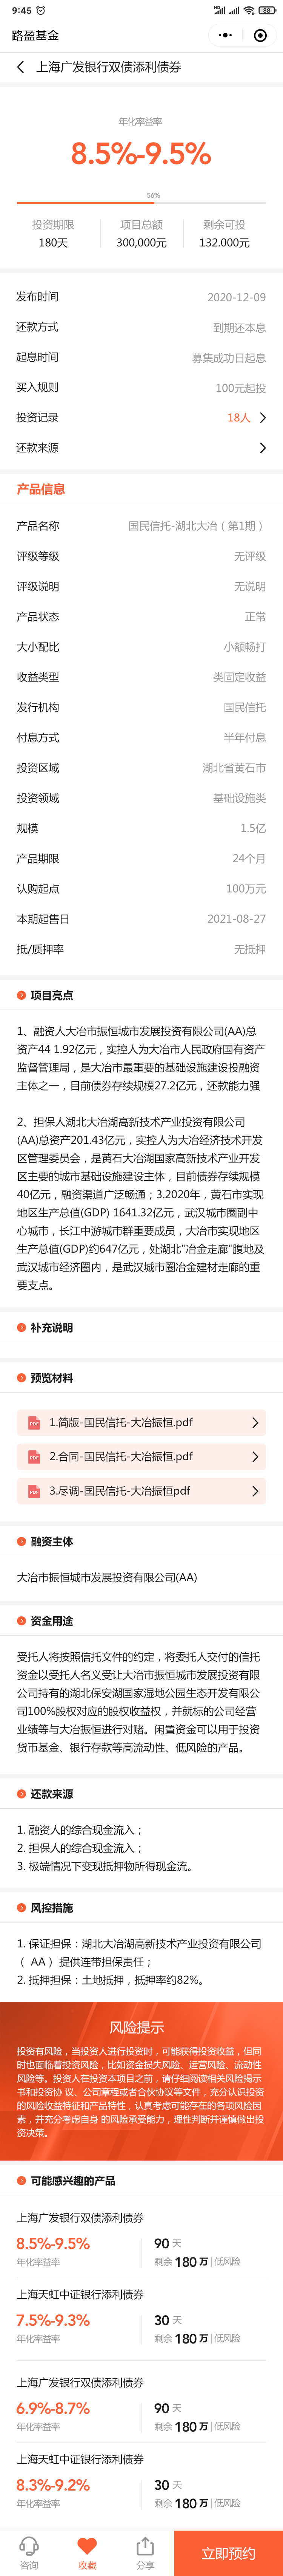 9:45
88
路盈基金
上海广发银行双债添利债券
年化率益率
8.5%-9.5%
56%
投资期限 项目总额 剩余可投
180天 300,000元 132.000元
发布时间 2020-12-09
还款方式 到期还本息
起息时间 募集成功日起息
买入规则 100元起投
投资记录 18人
还款来源
产品信息
产品名称 国民信托-湖北大冶（第1期）
评级等级 无评级
评级说明 无说明
产品状态 正常
大小配比 小额畅打
收益类型 类固定收益
发行机构 国民信托
付息方式 半年付息
投资区域 湖北省黄石市
投资领域 基础设施类
规模 1.5亿
产品期限 24个月
认购起点 100万元
本期起售日 2021-08-27
抵/质押率 无抵押
项目亮点
1、融资人大冶市振恒城市发展投资有限公司(AA)总
资产44 1.92亿元，实控人为大冶市人民政府国有资产
监督管理局，是大冶市最重要的基础设施建设投融资
主体之一，目前债券存续规模27.2亿元，还款能力强
2、担保人湖北大冶湖高新技术产业投资有限公司
(AA)总资产201.43亿元，实控人为大冶经济技术开发
区管理委员会，是黄石大冶湖国家高新技术产业开发
区主要的城市基础设施建设主体，目前债券存续规模
40亿元，融资渠道广泛畅通；3.2020年，黄石市实现
地区生产总值(GDP) 1641.32亿元，武汉城市圈副中
心城市，长江中游城市群重要成员，大冶市实现地区
生产总值(GDP)约647亿元，处湖北"冶金走廊"腹地及
武汉城市经济圈内，是武汉城市圈冶金建材走廊的重
要支点。
补充说明
预览材料
PDF 1.简版-国民信托-大冶振恒.pdf
PDF 2.合同-国民信托-大冶振恒.pdf
PDF 3.尽调-国民信托-大冶振恒pdf
融资主体
大冶市振恒城市发展投资有限公司(AA)
资金用途
受托人将按照信托文件的约定，将委托人交付的信托
资金以受托人名义受让大冶市振恒城市发展投资有限
公司持有的湖北保安湖国家湿地公园生态开发有限公
司100%股权对应的股权收益权，并就标的公司经营
业绩等与大冶振恒进行对赌。闲置资金可以用于投资
货币基金、银行存款等高流动性、低风险的产品。
还款来源
1. 融资人的综合现金流入；
2. 担保人的综合现金流入；
3. 极端情况下变现抵押物所得现金流。
风控措施
1. 保证担保：湖北大冶湖高新技术产业投资有限公司
（ AA ） 提供连带担保责任；
2. 抵押担保：土地抵押，抵押率约82%。
风险提示
投资有风险，当投资人进行投资时，可能获得投资收益，但同
时也面临着投资风险，比如资金损失风险、运营风险、流动性
风险等。投资人在投资本项目之前，请仔细阅读相关风险揭示
书和投资协 议、公司章程或者合伙协议等文件，充分认识投资
的风险收益特征和产品特性，认真考虑可能存在的各项风险因
素，并充分考虑自身 的风险承受能力，理性判断并谨慎做出投
资决策。
可能感兴趣的产品
上海广发银行双债添利债券
8.5%-9.5% 90 天
年化率益率 剩余 180 万 | 低风险
上海天虹中证银行添利债券
7.5%-9.3% 30 天
年化率益率 剩余 180 万 | 低风险
上海广发银行双债添利债券
6.9%-8.7% 90 天
年化率益率 剩余 180 万 | 低风险
上海天虹中证银行添利债券
8.3%-9.2% 30 天
年化率益率 剩余 180 万 | 低风险
咨询 收藏 分享 立即预约